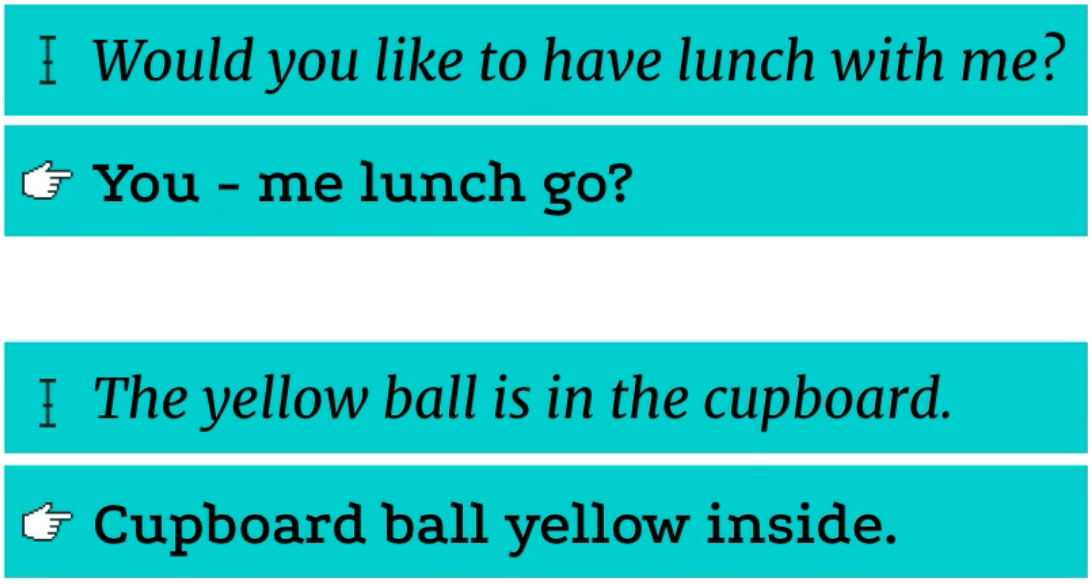 Would you like to have lunch with me?
You - me lunch go?
The yellow ball is in the cupboard.
Cupboard ball yellow inside.